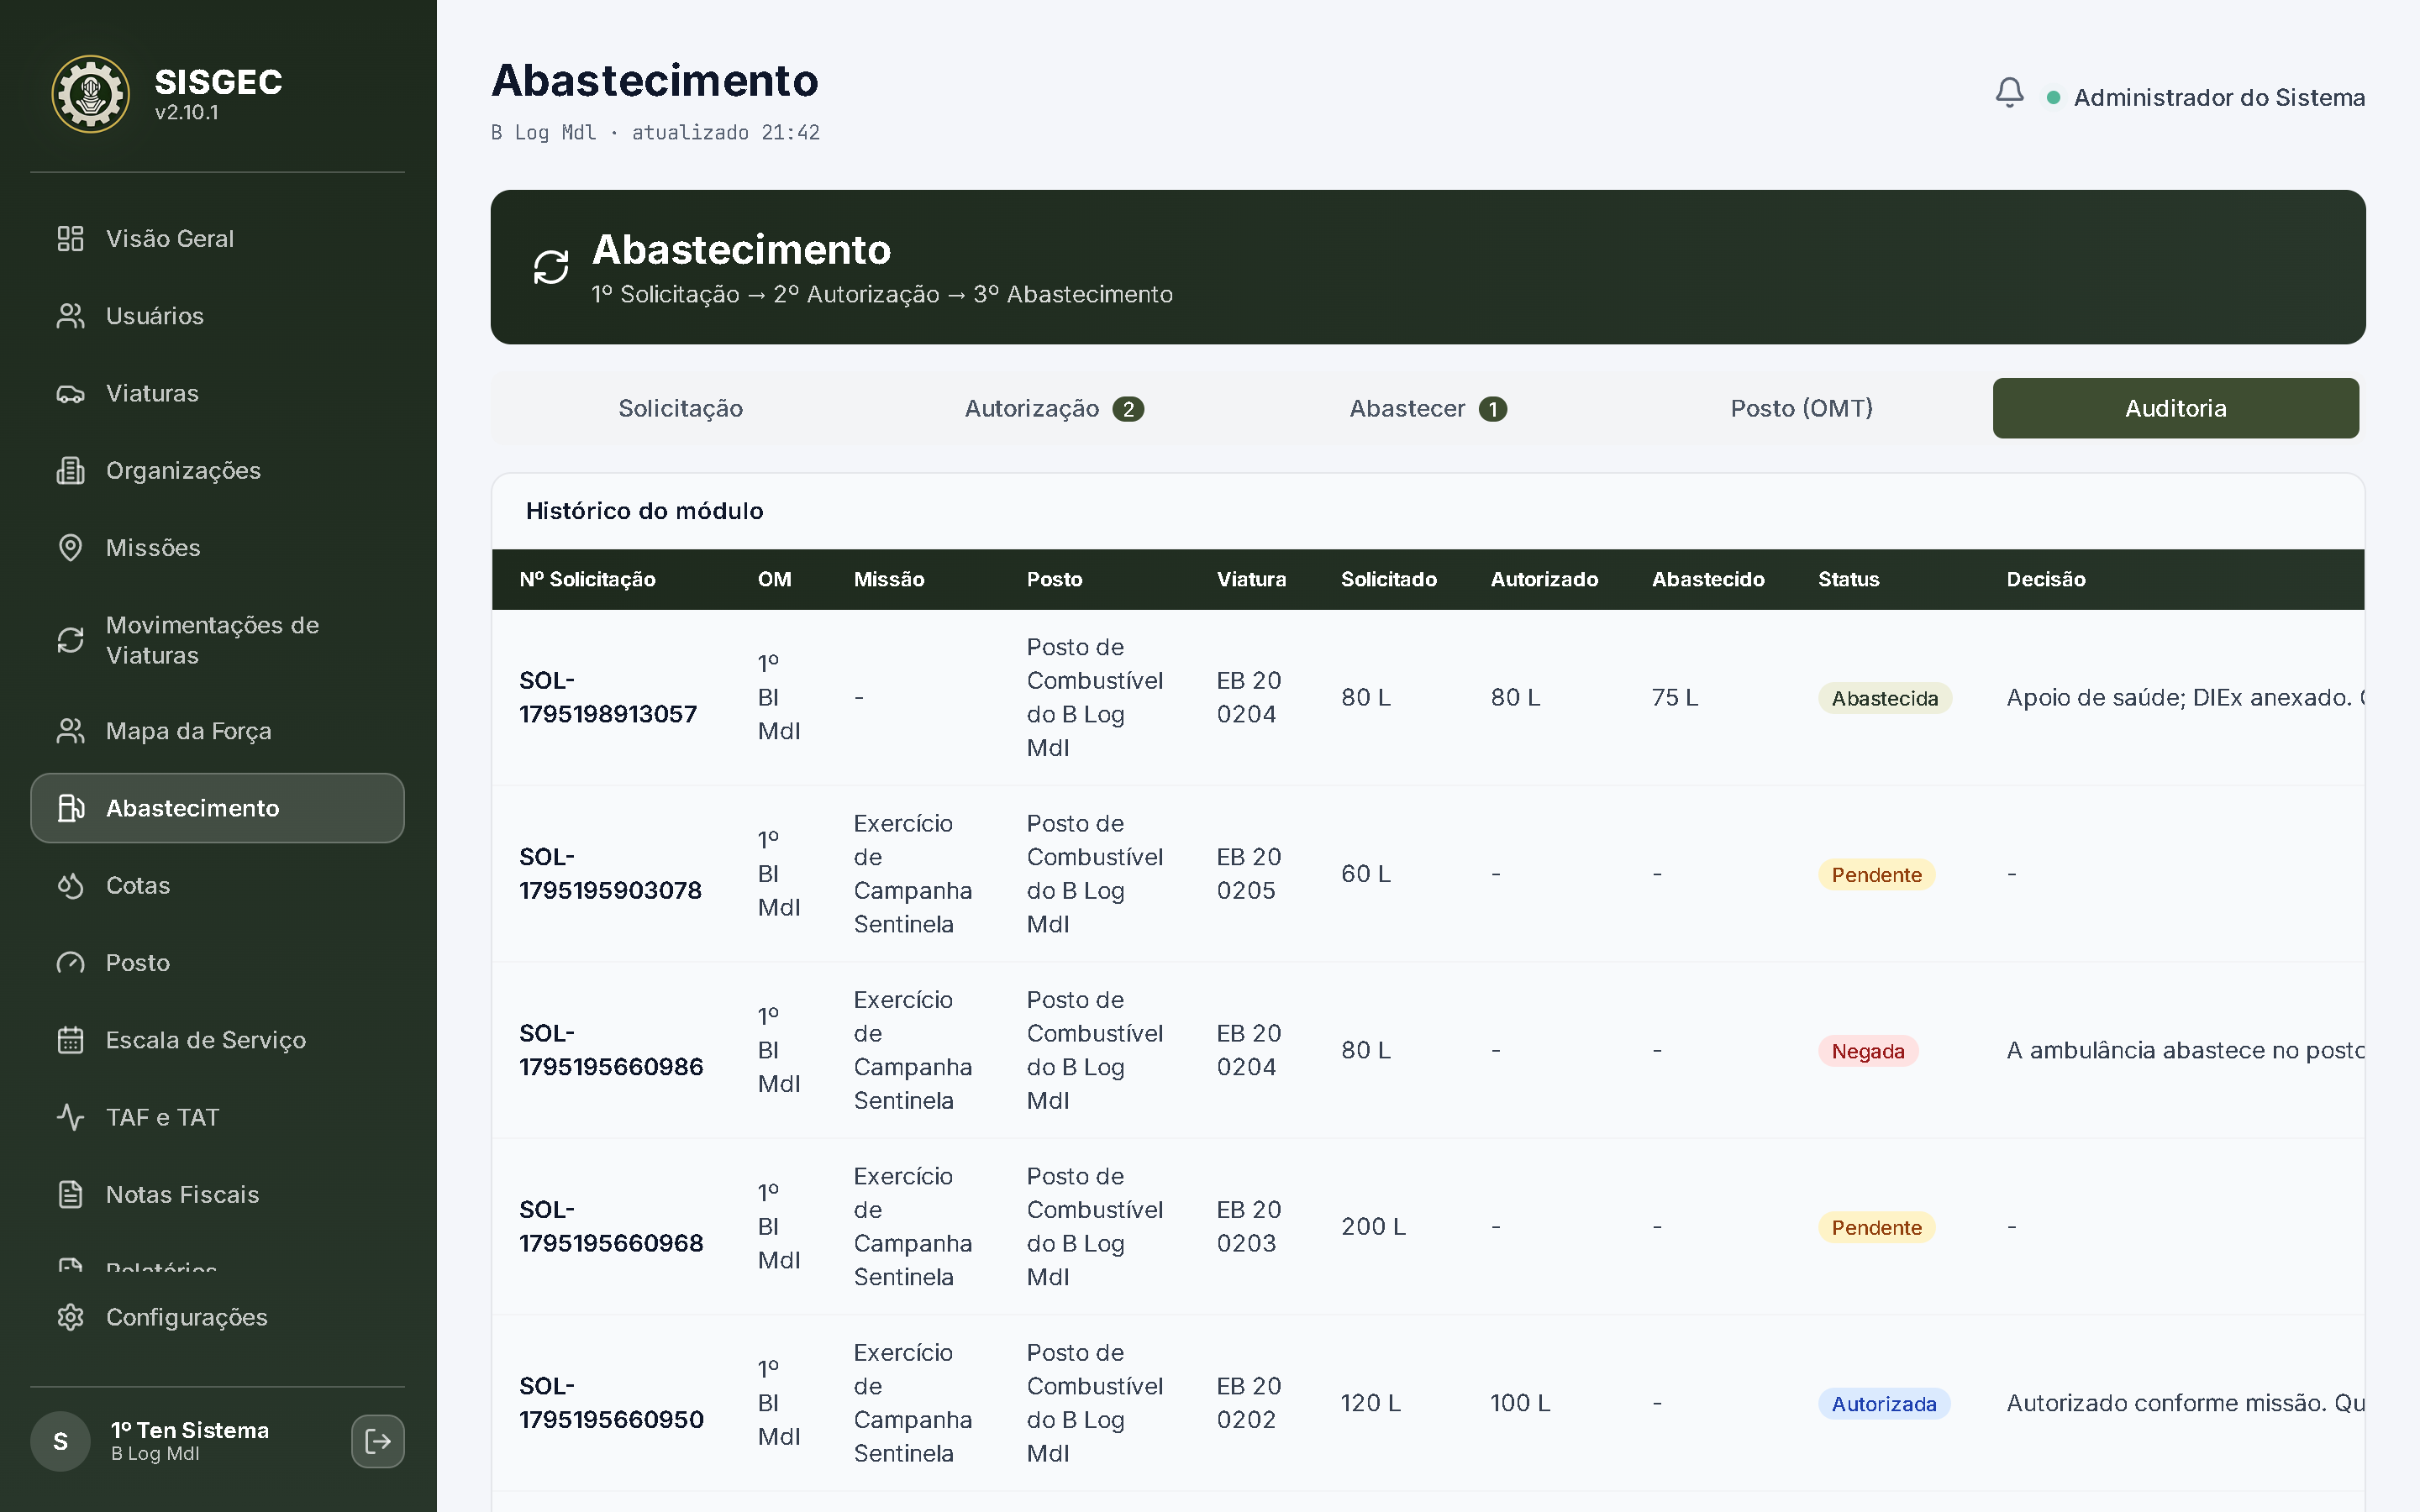 SISGEC
v2.10.1
Visão Geral
Usuários
Viaturas
Organizações
Missões
Movimentações de
Viaturas
Mapa da Força
Abastecimento
Cotas
Posto
Escala de Serviço
TAF e TAT
Notas Fiscais
Relatórios
Configurações
S
1º Ten Sistema
B Log Mdl
Abastecimento
B Log Mdl · atualizado 21:42
Administrador do Sistema
Abastecimento
1º Solicitação → 2º Autorização → 3º Abastecimento
Solicitação
Autorização 2
Abastecer 1
Posto (OMT)
Auditoria
Histórico do módulo
Nº Solicitação OM Missão Posto Viatura Solicitado Autorizado Abastecido Status Decisão
SOL-
1795198913057
1º
BI
Mdl
-
Posto de
Combustível
do B Log
Mdl
EB 20
0204
80 L
80 L
75 L
Abastecida
Apoio de saúde; DIEx anexado.
SOL-
1795195903078
1º
BI
Mdl
Exercício
de
Campanha
Sentinela
Posto de
Combustível
do B Log
Mdl
EB 20
0205
60 L
-
-
Pendente
-
SOL-
1795195660986
1º
BI
Mdl
Exercício
de
Campanha
Sentinela
Posto de
Combustível
do B Log
Mdl
EB 20
0204
80 L
-
-
Negada
A ambulância abastece no posto
SOL-
1795195660968
1º
BI
Mdl
Exercício
de
Campanha
Sentinela
Posto de
Combustível
do B Log
Mdl
EB 20
0203
200 L
-
-
Pendente
-
SOL-
1795195660950
1º
BI
Mdl
Exercício
de
Campanha
Sentinela
Posto de
Combustível
do B Log
Mdl
EB 20
0202
120 L
100 L
-
Autorizada
Autorizado conforme missão. Qu